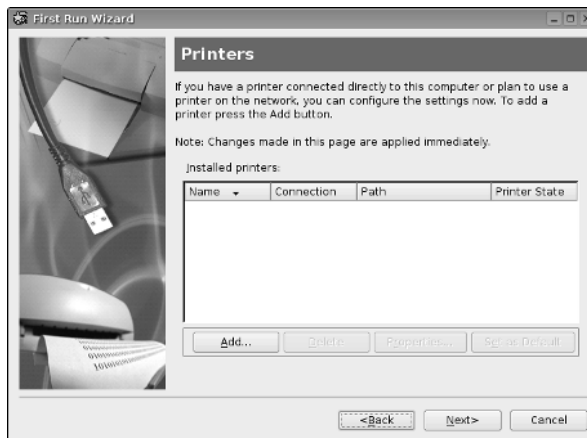 First Run Wizard
Printers
If you have a printer connected directly to this computer or plan to use a
printer on the network, you can configure the settings now. To add a
printer press the Add button.
Note: Changes made in this page are applied immediately.
Installed printers:
Name Connection Path Printer State
Add... Delete Properties... Set as Default
<Back Next> Cancel